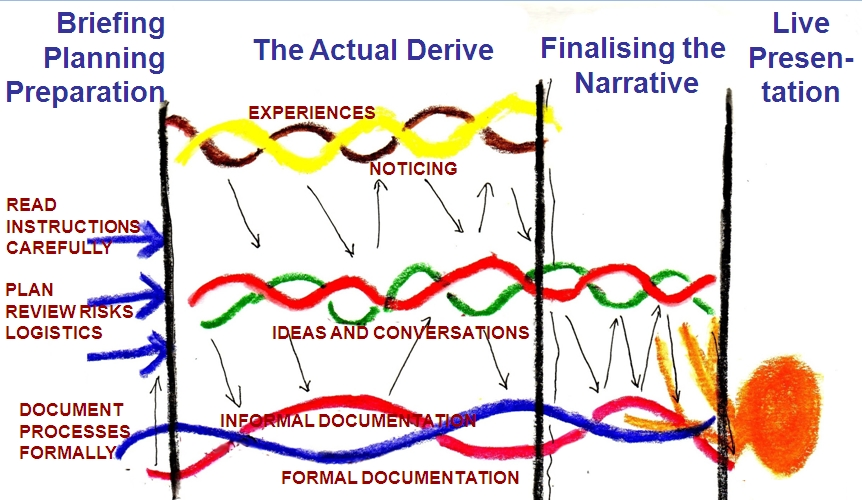 Briefing
Planning
Preparation
The Actual Derive
Finalising the
Narrative
Live
Presen-
tation
EXPERIENCES
NOTICING
READ
INSTRUCTIONS
CAREFULLY
PLAN
REVIEW RISKS
LOGISTICS
IDEAS AND CONVERSATIONS
DOCUMENT
PROCESSES
FORMALLY
INFORMAL DOCUMENTATION
FORMAL DOCUMENTATION